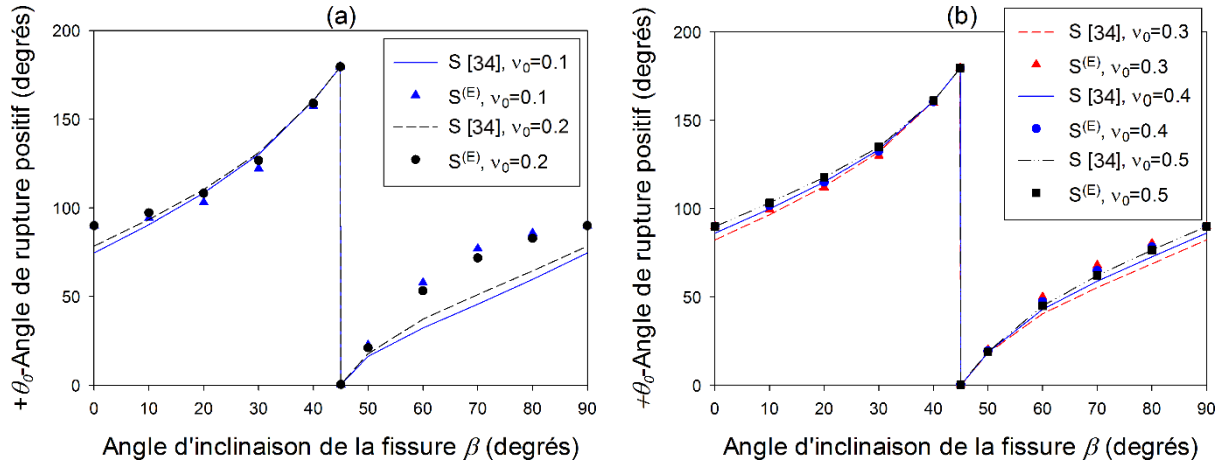 (a)
+θ₀-Angle de rupture positif (degrés)
200
150
100
50
0
S [34], ν₀=0.1
S⁽ᴱ⁾, ν₀=0.1
S [34], ν₀=0.2
S⁽ᴱ⁾, ν₀=0.2
0 10 20 30 40 50 60 70 80 90
Angle d'inclinaison de la fissure β (degrés)
(b)
+θ₀-Angle de rupture positif (degrés)
200
150
100
50
0
S [34], ν₀=0.3
S⁽ᴱ⁾, ν₀=0.3
S [34], ν₀=0.4
S⁽ᴱ⁾, ν₀=0.4
S [34], ν₀=0.5
S⁽ᴱ⁾, ν₀=0.5
0 10 20 30 40 50 60 70 80 90
Angle d'inclinaison de la fissure β (degrés)